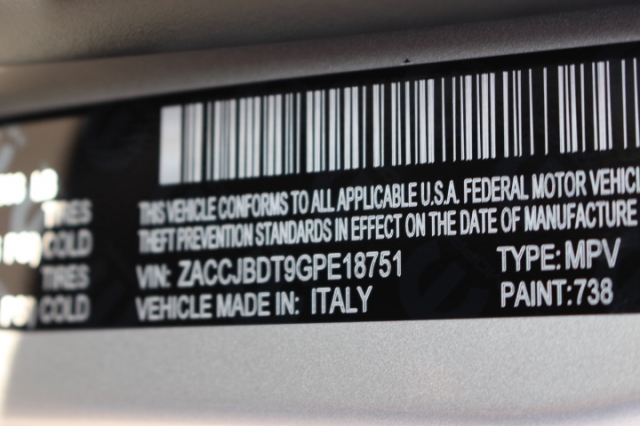 THIS VEHICLE CONFORMS TO ALL APPLICABLE U.S.A. FEDERAL MOTOR VEHICL
THEFT PREVENTION STANDARDS IN EFFECT ON THE DATE OF MANUFACTURE
VIN: ZACCJBDT9GPE18751 TYPE: MPV
VEHICLE MADE IN: ITALY PAINT:738
TIRES
COLD
TIRES
COLD